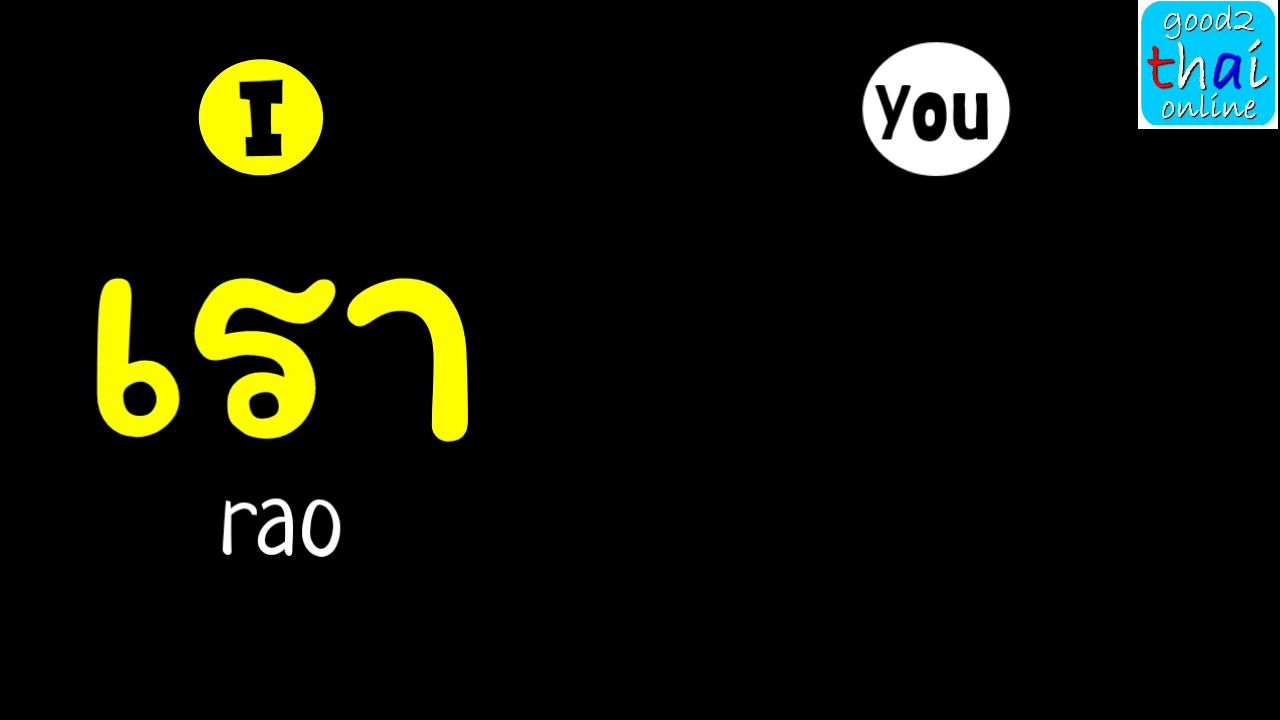 I
You
good2
thai
online
เรา
rao